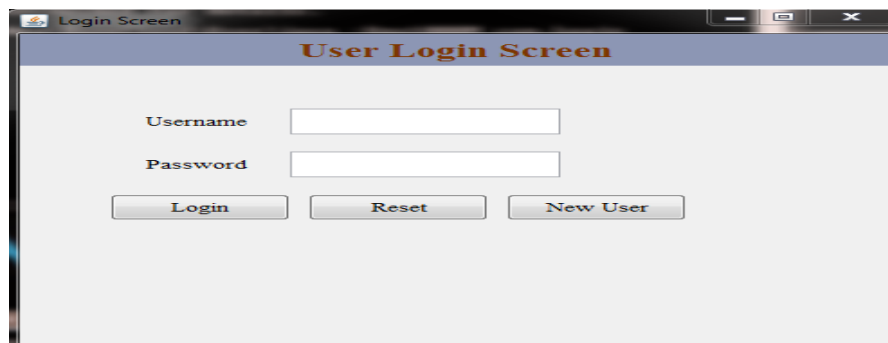 Login Screen
User Login Screen
Username
Password
Login Reset New User